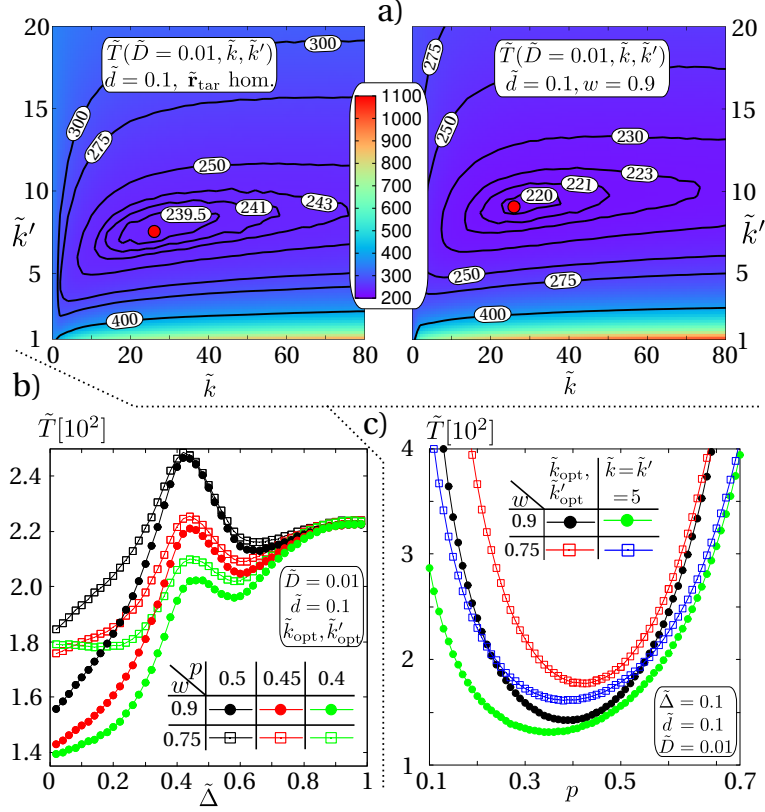 a)
20
15
10
5
1
k̃′
T̃(D̃ = 0.01, k̃, k̃′)
d̃ = 0.1, r̃_tar hom.
300
300
275
250
239.5
241
243
400
0 20 40 60 80
k̃
1100
1000
900
800
700
600
500
400
300
200
T̃(D̃ = 0.01, k̃, k̃′)
d̃ = 0.1, w = 0.9
275
250
230
220
221
223
250
275
400
20
15
10
k̃′
5
1
0 20 40 60 80
k̃
b)
T̃[10²]
2.4
2.2
2.0
1.8
1.6
1.4
D̃ = 0.01
d̃ = 0.1
k̃_opt, k̃′_opt
w p 0.5 0.45 0.4
0.9
0.75
0 0.2 0.4 0.6 0.8 1
Δ̃
c)
T̃[10²]
4
3
2
1
k̃_opt, k̃′_opt
k̃ = k̃′ = 5
w
0.9
0.75
Δ̃ = 0.1
d̃ = 0.1
D̃ = 0.01
0.1 0.3 0.5 0.7
p